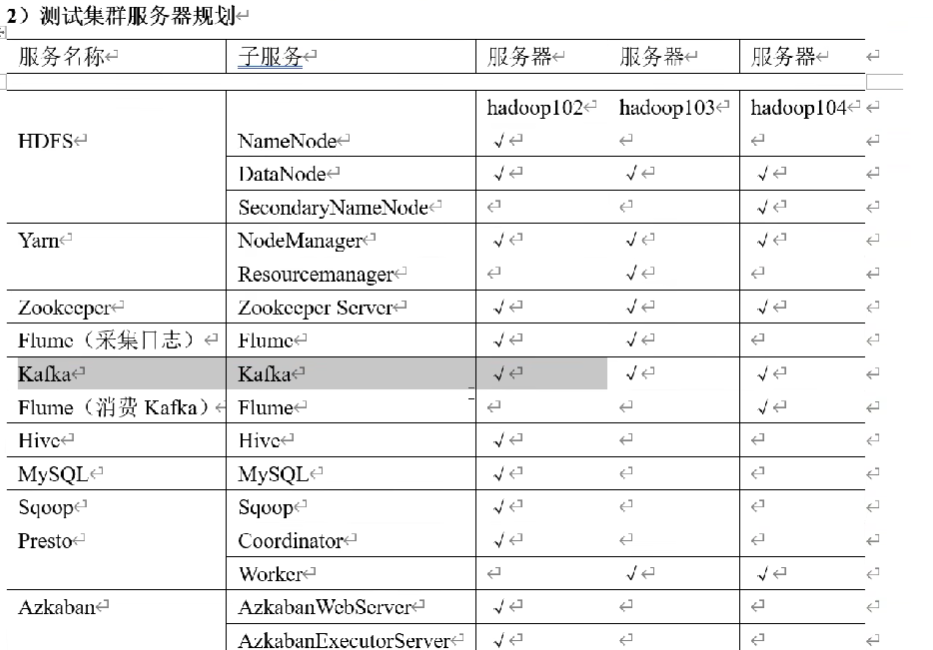 2）测试集群服务器规划
服务名称 子服务 服务器 服务器 服务器
hadoop102 hadoop103 hadoop104
HDFS NameNode √
DataNode √ √ √
SecondaryNameNode √
Yarn NodeManager √ √ √
Resourcemanager √
Zookeeper Zookeeper Server √ √ √
Flume（采集日志） Flume √ √
Kafka Kafka √ √ √
Flume（消费 Kafka） Flume √
Hive Hive √
MySQL MySQL √
Sqoop Sqoop √
Presto Coordinator √
Worker √ √
Azkaban AzkabanWebServer √
AzkabanExecutorServer √